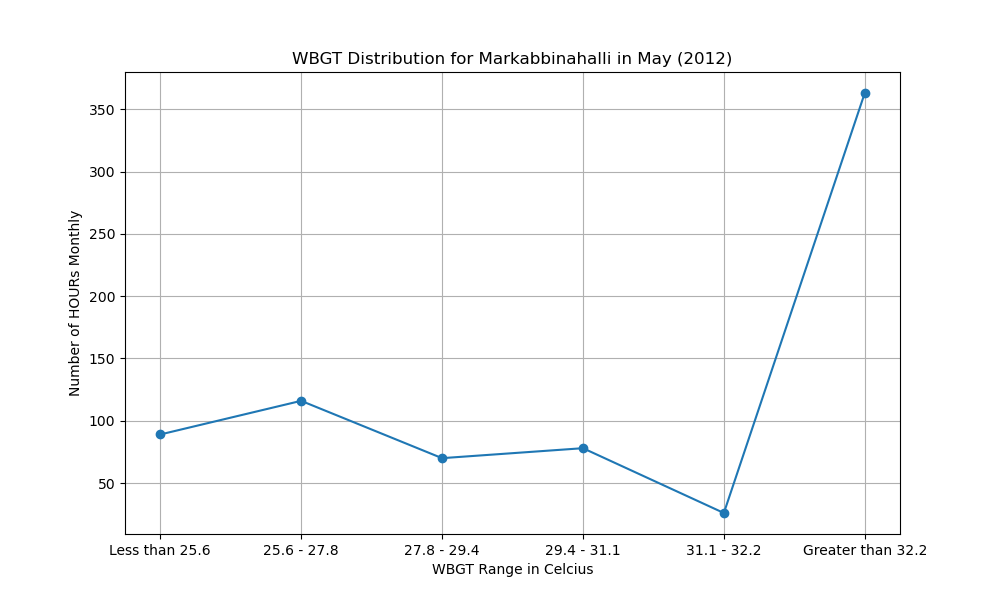 WBGT Distribution for Markabbinahalli in May (2012)
Number of HOURs Monthly
350
300
250
200
150
100
50
Less than 25.6
25.6 - 27.8
27.8 - 29.4
29.4 - 31.1
31.1 - 32.2
Greater than 32.2
WBGT Range in Celcius